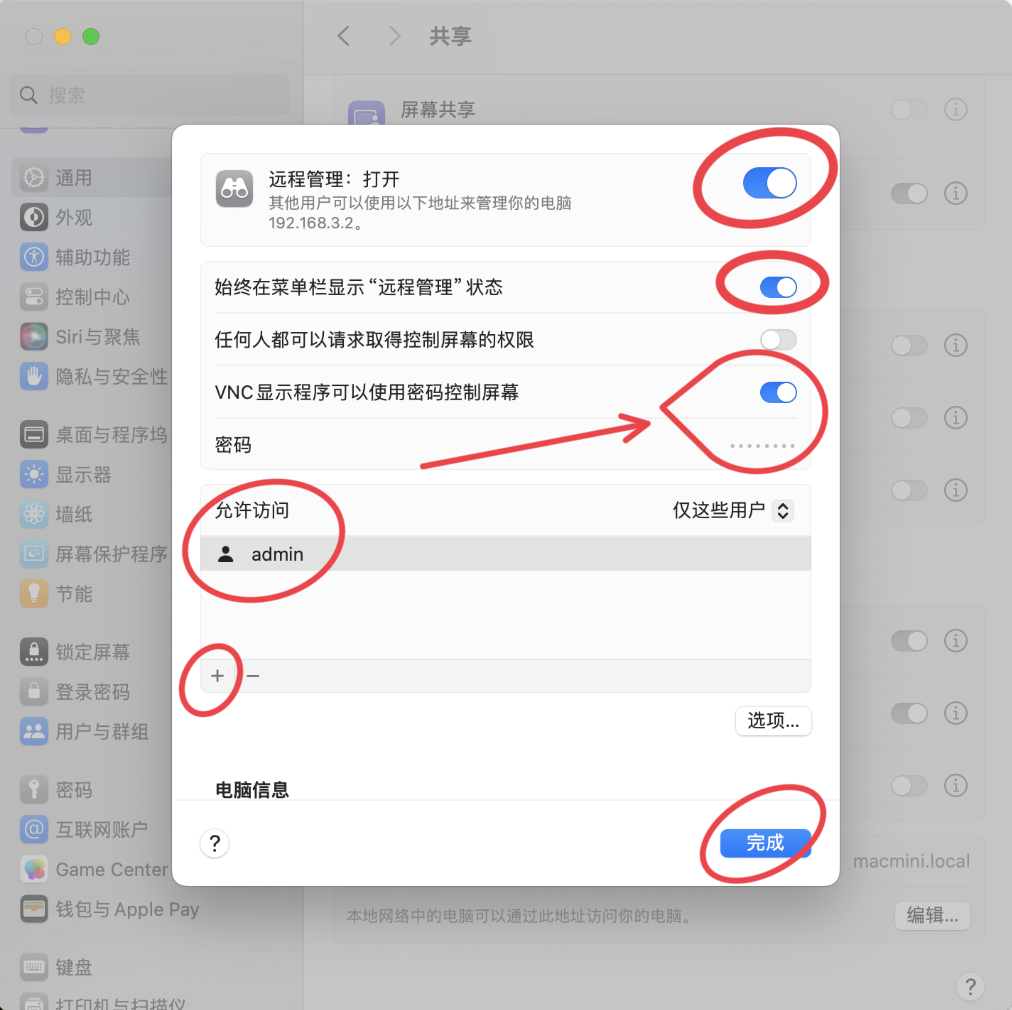 共享
搜索
屏幕共享
通用
外观
辅助功能
控制中心
Siri与聚焦
隐私与安全性
桌面与程序坞
显示器
墙纸
屏幕保护程序
节能
锁定屏幕
登录密码
用户与群组
密码
互联网账户
Game Center
钱包与 Apple Pay
键盘
打印机与扫描仪
远程管理：打开
其他用户可以使用以下地址来管理你的电脑
192.168.3.2。
始终在菜单栏显示“远程管理”状态
任何人都可以请求取得控制屏幕的权限
VNC显示程序可以使用密码控制屏幕
密码 ••••••••
允许访问 仅这些用户
admin
+ −
选项...
电脑信息
? 完成
macmini.local
本地网络中的电脑可以通过此地址访问你的电脑。
编辑...
?